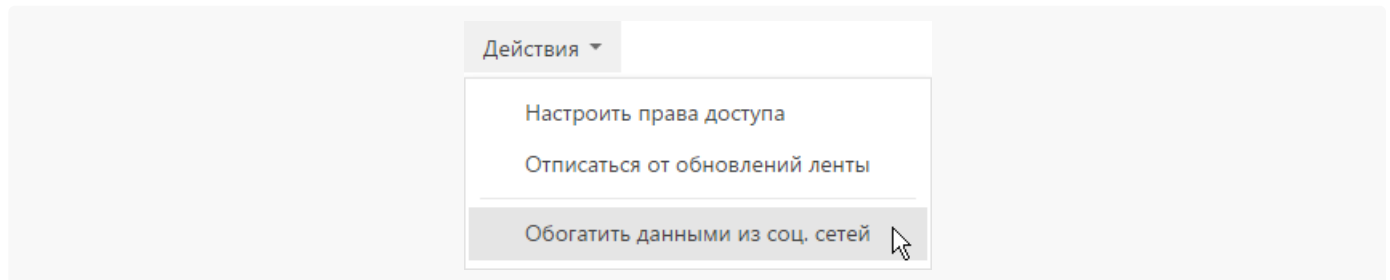 Действия
Настроить права доступа
Отписаться от обновлений ленты
Обогатить данными из соц. сетей